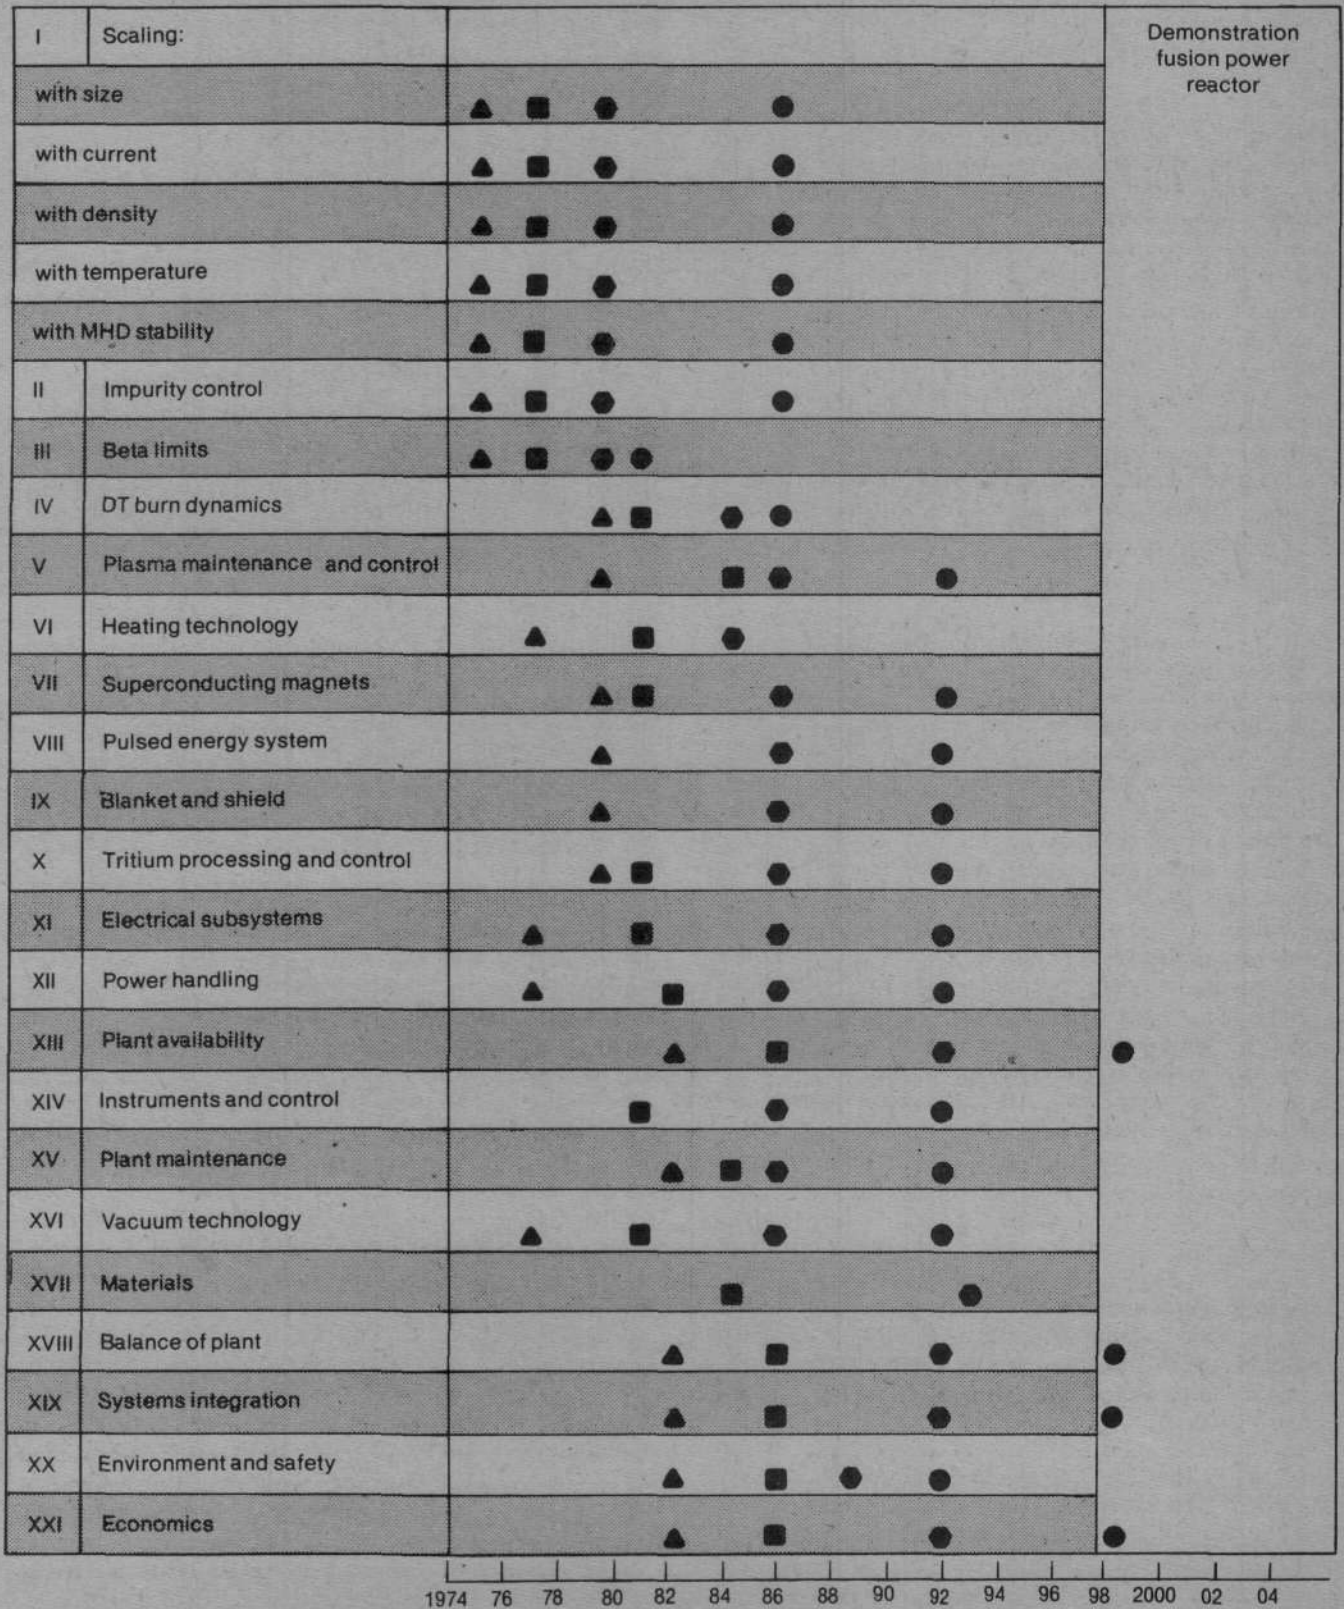 I Scaling:
Demonstration
fusion power
reactor
with size
with current
with density
with temperature
with MHD stability
II Impurity control
III Beta limits
IV DT burn dynamics
V Plasma maintenance and control
VI Heating technology
VII Superconducting magnets
VIII Pulsed energy system
IX Blanket and shield
X Tritium processing and control
XI Electrical subsystems
XII Power handling
XIII Plant availability
XIV Instruments and control
XV Plant maintenance
XVI Vacuum technology
XVII Materials
XVIII Balance of plant
XIX Systems integration
XX Environment and safety
XXI Economics
1974 76 78 80 82 84 86 88 90 92 94 96 98 2000 02 04